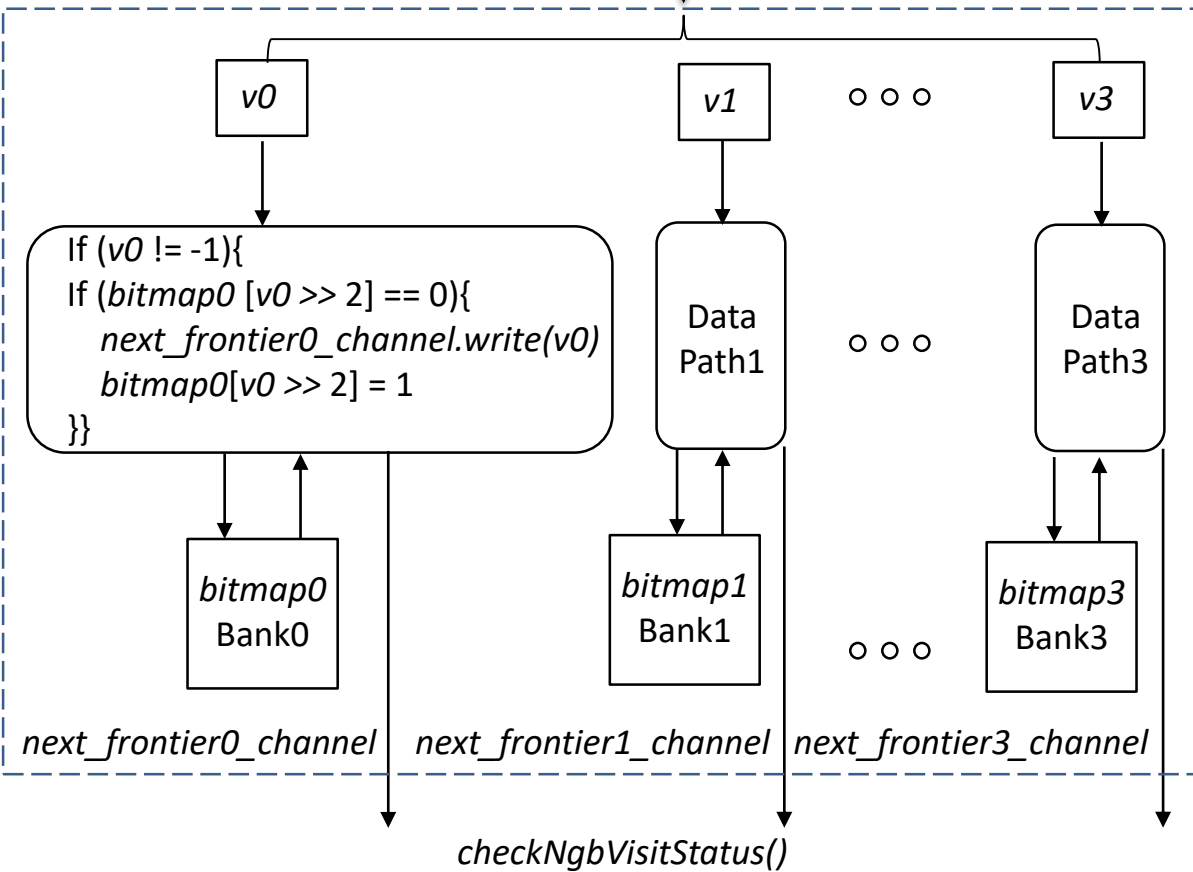 v0
v1
v3
If (v0 != -1){
If (bitmap0 [v0 >> 2] == 0){
next_frontier0_channel.write(v0)
bitmap0[v0 >> 2] = 1
}}
Data
Path1
Data
Path3
bitmap0
Bank0
bitmap1
Bank1
bitmap3
Bank3
next_frontier0_channel
next_frontier1_channel
next_frontier3_channel
checkNgbVisitStatus()